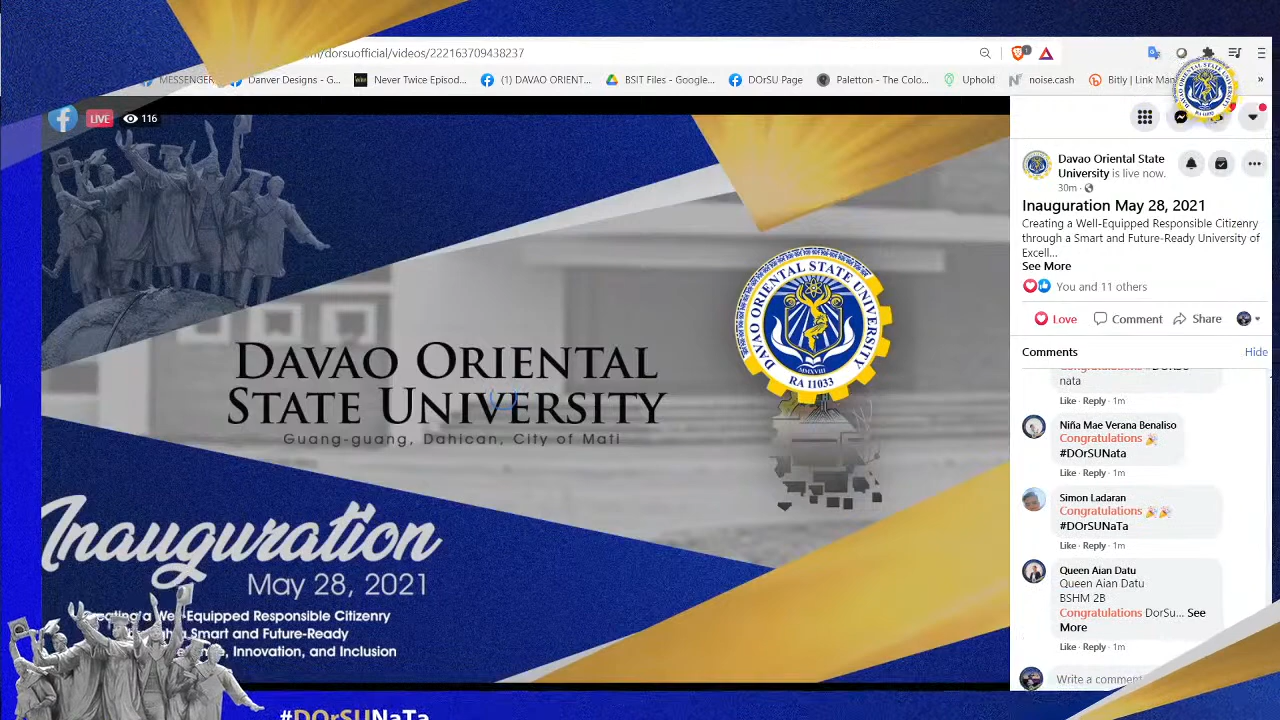 m/dorsuofficial/videos/222163709438237
MESSENGER
Danver Designs - G...
Never Twice Episod...
(1) DAVAO ORIENT...
BSIT Files - Google...
DOrSU Page
Paletton - The Colo...
Uphold
noise.cash
Bitly | Link Man
»
LIVE
116
Davao Oriental State
University is live now.
30m ·
Inauguration May 28, 2021
Creating a Well-Equipped Responsible Citizenry
through a Smart and Future-Ready University of
Excell...
See More
You and 11 others
Love
Comment
Share
Comments
Hide
nata
Like · Reply · 1m
Niña Mae Verana Benaliso
Congratulations 🎉
#DOrSUNata
Like · Reply · 1m
Simon Ladaran
Congratulations 🎉🎉
#DOrSUNaTa
Like · Reply · 1m
Queen Aian Datu
Queen Aian Datu
BSHM 2B
Congratulations DorSu... See
More
Like · Reply · 1m
Write a comment
DAVAO ORIENTAL STATE UNIVERSITY
MMXVIII
RA 11033
DAVAO ORIENTAL
STATE UNIVERSITY
Guang-guang, Dahican, City of Mati
Inauguration
May 28, 2021
Creating a Well-Equipped Responsible Citizenry
a Smart and Future-Ready
Innovation, and Inclusion
#DOrSUNaTa